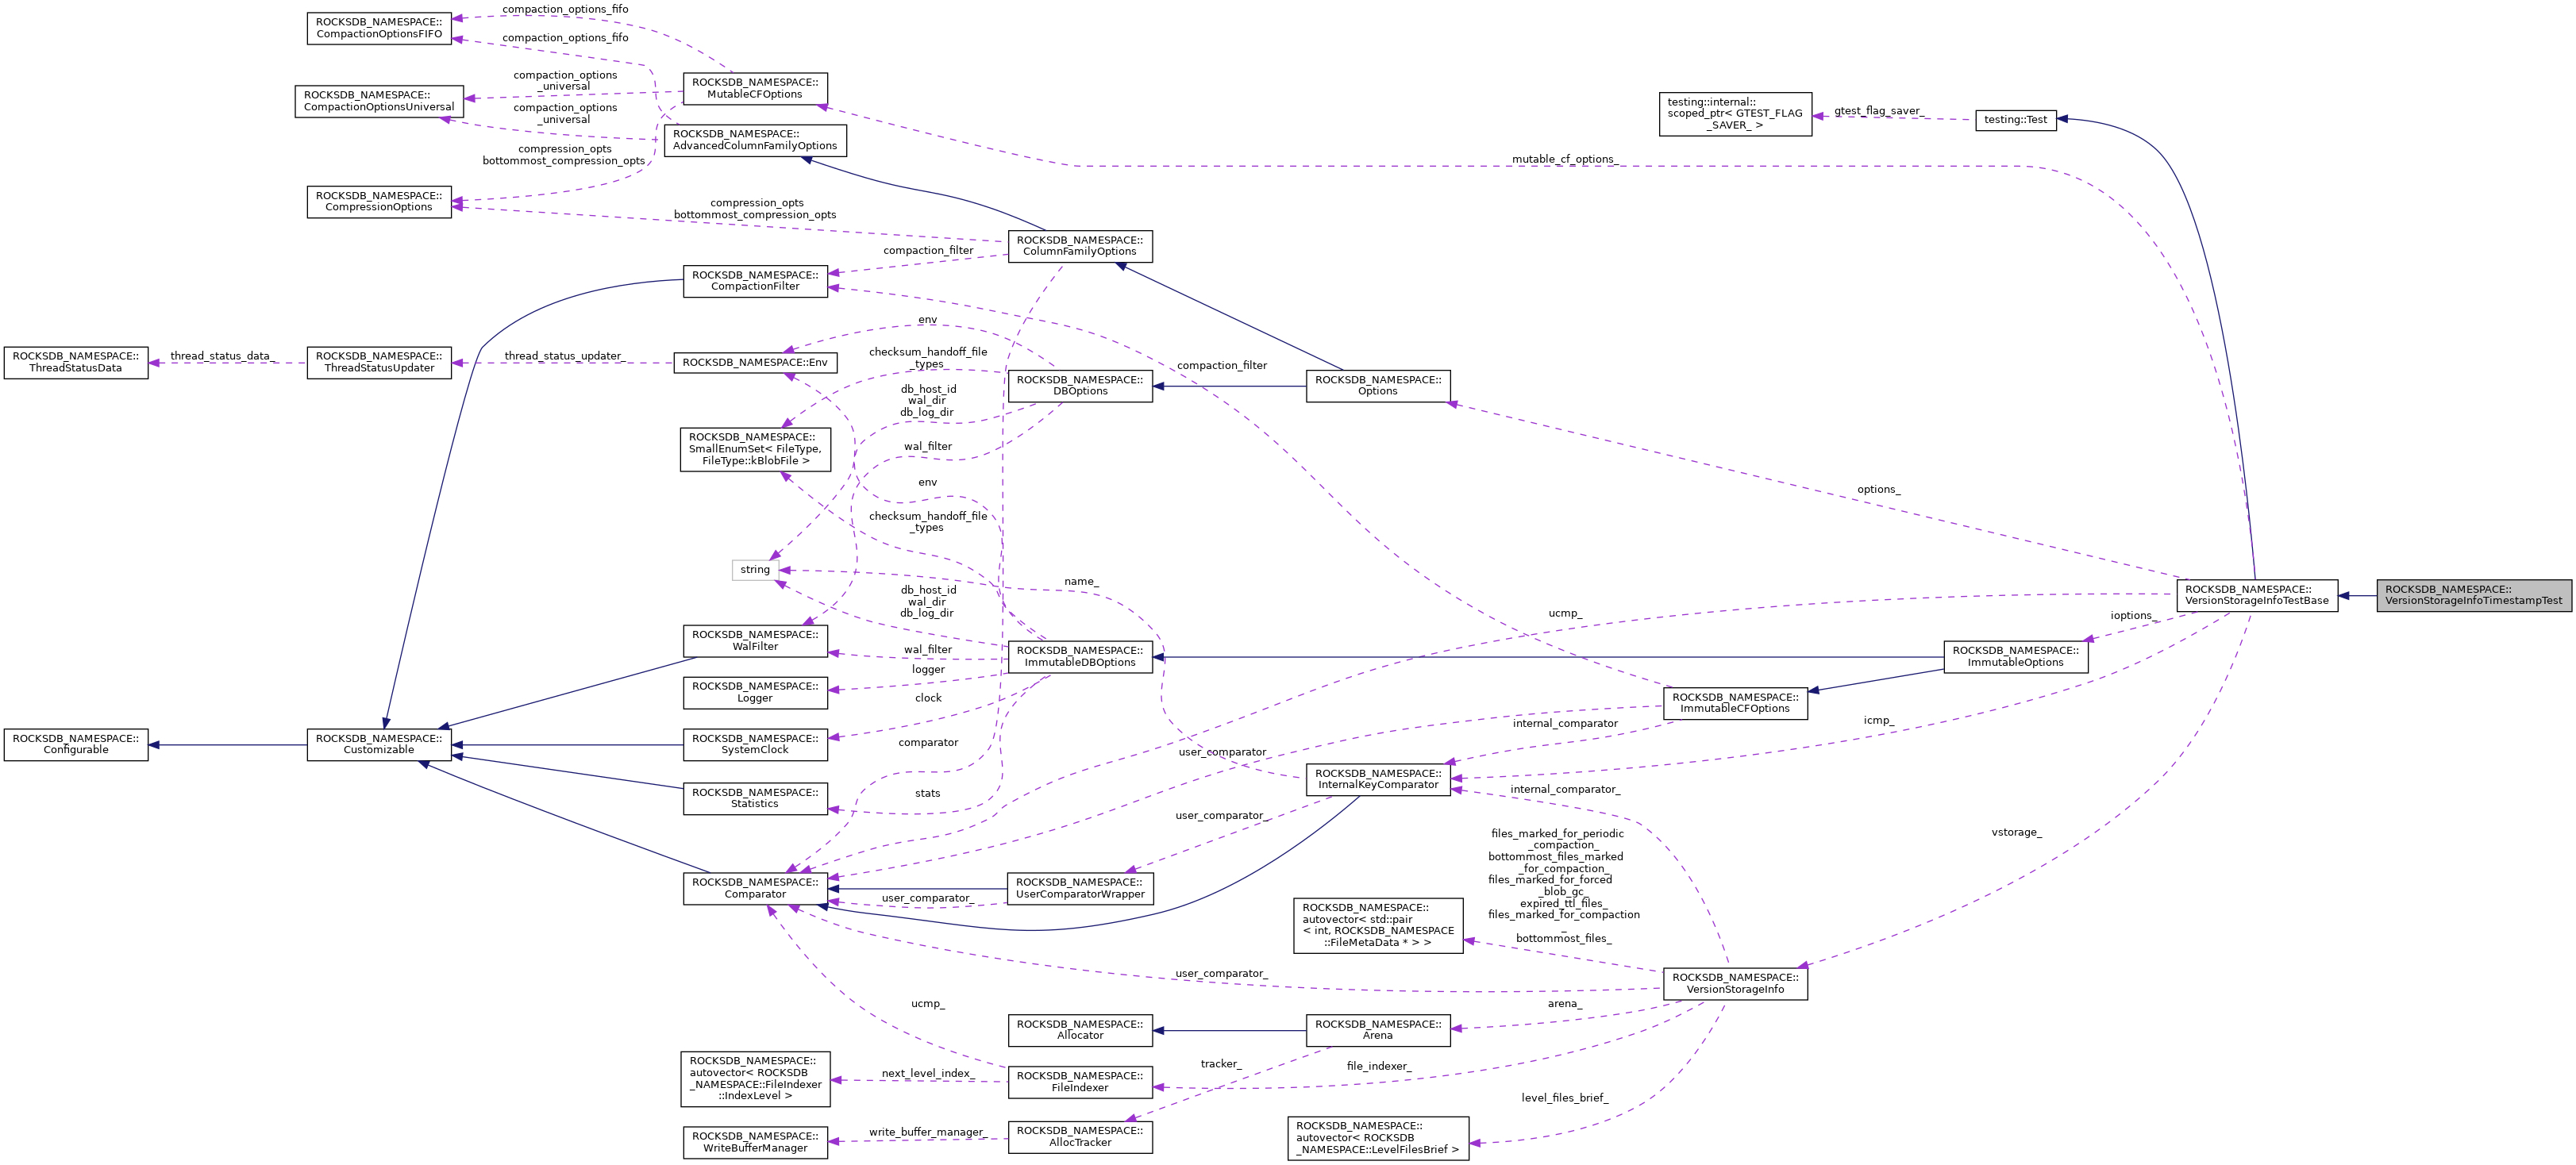 compaction_options_fifo
ROCKSDB_NAMESPACE::
CompactionOptionsFIFO
compaction_options_fifo
compaction_options
_universal
ROCKSDB_NAMESPACE::
MutableCFOptions
ROCKSDB_NAMESPACE::
CompactionOptionsUniversal
compaction_options
_universal
testing::internal::
scoped_ptr< GTEST_FLAG
_SAVER_ >
gtest_flag_saver_
testing::Test
ROCKSDB_NAMESPACE::
AdvancedColumnFamilyOptions
compression_opts
bottommost_compression_opts
mutable_cf_options_
ROCKSDB_NAMESPACE::
CompressionOptions
compression_opts
bottommost_compression_opts
ROCKSDB_NAMESPACE::
ColumnFamilyOptions
compaction_filter
ROCKSDB_NAMESPACE::
CompactionFilter
env
ROCKSDB_NAMESPACE::
ThreadStatusData
thread_status_data_
ROCKSDB_NAMESPACE::
ThreadStatusUpdater
thread_status_updater_
ROCKSDB_NAMESPACE::Env
checksum_handoff_file
_types
compaction_filter
ROCKSDB_NAMESPACE::
DBOptions
ROCKSDB_NAMESPACE::
Options
db_host_id
wal_dir
db_log_dir
ROCKSDB_NAMESPACE::
SmallEnumSet< FileType,
FileType::kBlobFile >
wal_filter
env
options_
checksum_handoff_file
_types
string
name_
db_host_id
wal_dir
db_log_dir
ucmp_
ROCKSDB_NAMESPACE::
VersionStorageInfoTestBase
ROCKSDB_NAMESPACE::
VersionStorageInfoTimestampTest
ioptions_
ROCKSDB_NAMESPACE::
WalFilter
wal_filter
ROCKSDB_NAMESPACE::
ImmutableDBOptions
ROCKSDB_NAMESPACE::
ImmutableOptions
logger
ROCKSDB_NAMESPACE::
Logger
clock
ROCKSDB_NAMESPACE::
ImmutableCFOptions
internal_comparator
icmp_
ROCKSDB_NAMESPACE::
Configurable
ROCKSDB_NAMESPACE::
Customizable
ROCKSDB_NAMESPACE::
SystemClock
comparator
user_comparator
ROCKSDB_NAMESPACE::
InternalKeyComparator
ROCKSDB_NAMESPACE::
Statistics
stats
internal_comparator_
user_comparator_
vstorage_
files_marked_for_periodic
_compaction_
bottommost_files_marked
_for_compaction_
files_marked_for_forced
_blob_gc_
expired_ttl_files_
files_marked_for_compaction
_
bottommost_files_
ROCKSDB_NAMESPACE::
Comparator
user_comparator_
ROCKSDB_NAMESPACE::
UserComparatorWrapper
ROCKSDB_NAMESPACE::
autovector< std::pair
< int, ROCKSDB_NAMESPACE
::FileMetaData * > >
user_comparator_
ROCKSDB_NAMESPACE::
VersionStorageInfo
ucmp_
arena_
ROCKSDB_NAMESPACE::
Allocator
ROCKSDB_NAMESPACE::
Arena
ROCKSDB_NAMESPACE::
autovector< ROCKSDB
_NAMESPACE::FileIndexer
::IndexLevel >
next_level_index_
ROCKSDB_NAMESPACE::
FileIndexer
tracker_
file_indexer_
level_files_brief_
ROCKSDB_NAMESPACE::
WriteBufferManager
write_buffer_manager_
ROCKSDB_NAMESPACE::
AllocTracker
ROCKSDB_NAMESPACE::
autovector< ROCKSDB
_NAMESPACE::LevelFilesBrief >